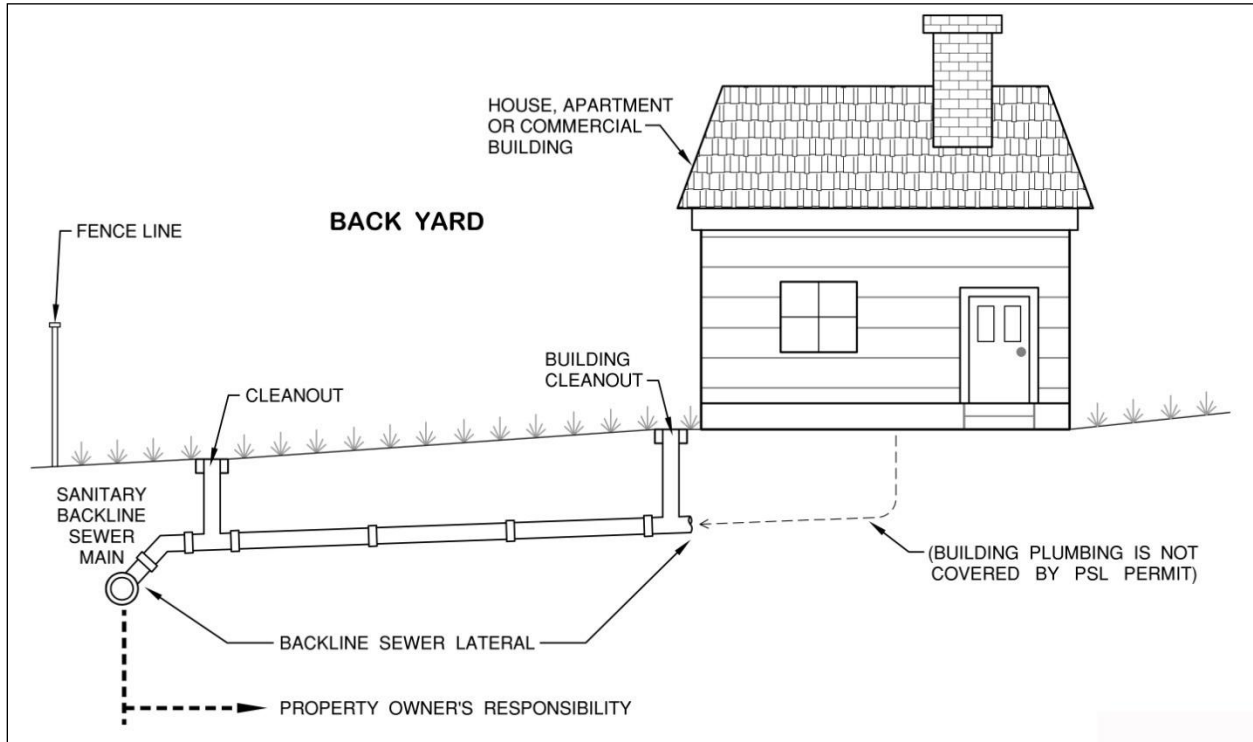 HOUSE, APARTMENT
OR COMMERCIAL
BUILDING
BACK YARD
FENCE LINE
BUILDING
CLEANOUT
CLEANOUT
SANITARY
BACKLINE
SEWER
MAIN
(BUILDING PLUMBING IS NOT
COVERED BY PSL PERMIT)
BACKLINE SEWER LATERAL
PROPERTY OWNER'S RESPONSIBILITY